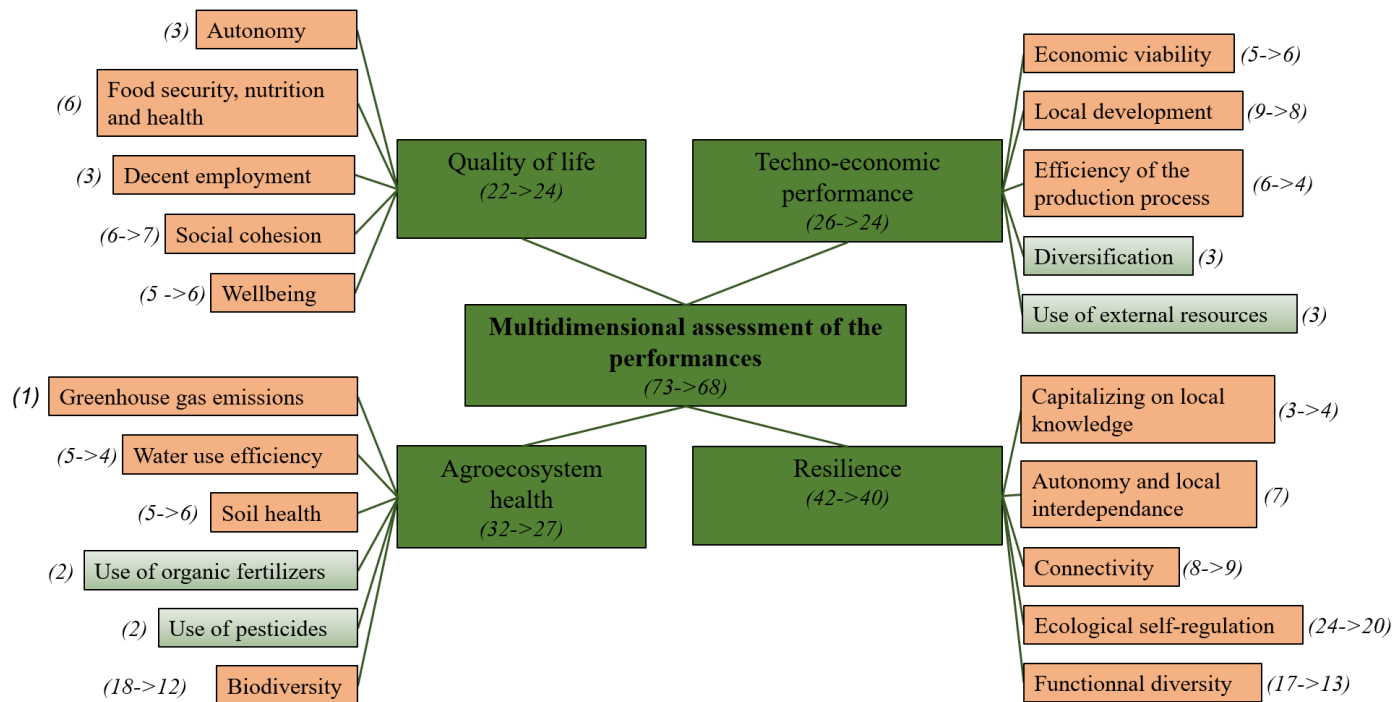 (3) Autonomy
(6) Food security, nutrition
and health
(3) Decent employment
(6->7) Social cohesion
(5 ->6) Wellbeing
Quality of life
(22->24)
Techno-economic
performance
(26->24)
Economic viability (5->6)
Local development (9->8)
Efficiency of the
production process (6->4)
Diversification (3)
Use of external resources (3)
Multidimensional assessment of the
performances
(73->68)
(1) Greenhouse gas emissions
(5->4) Water use efficiency
(5->6) Soil health
(2) Use of organic fertilizers
(2) Use of pesticides
(18->12) Biodiversity
Agroecosystem
health
(32->27)
Resilience
(42->40)
Capitalizing on local
knowledge (3->4)
Autonomy and local
interdependance (7)
Connectivity (8->9)
Ecological self-regulation (24->20)
Functionnal diversity (17->13)